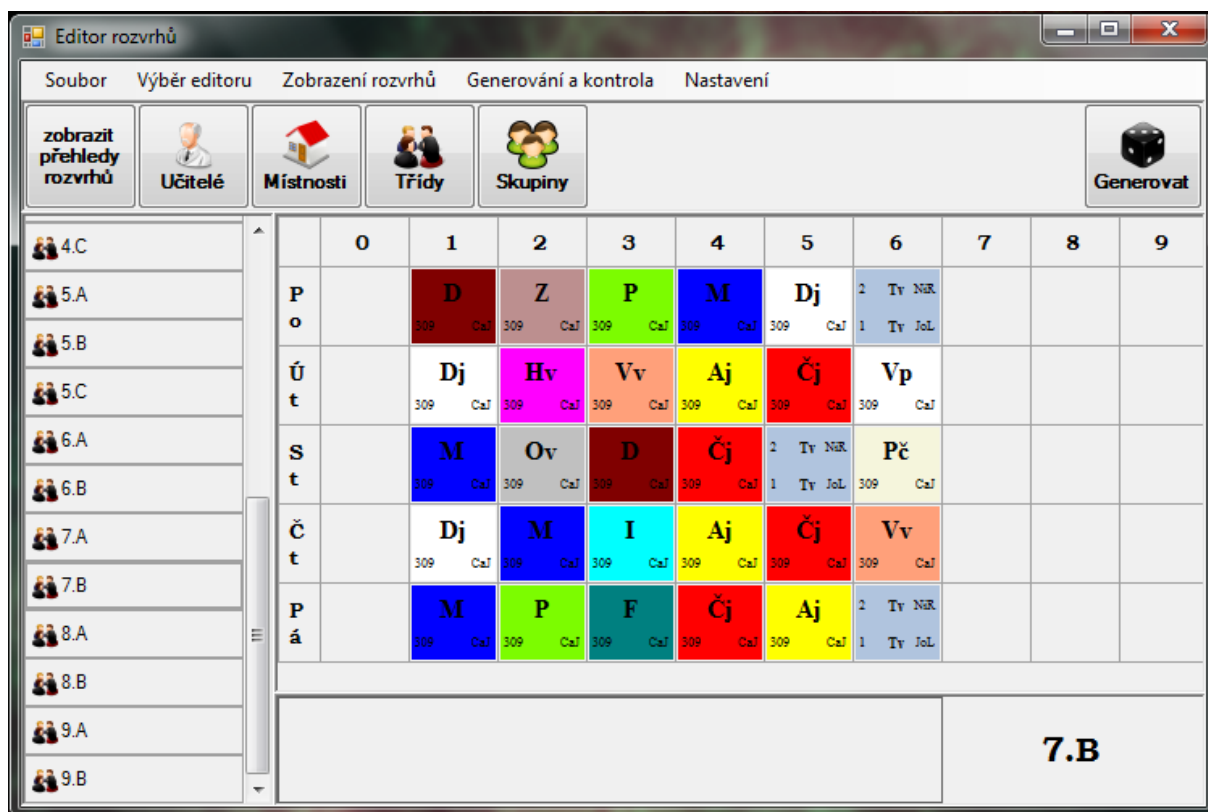 Editor rozvrhů
Soubor Výběr editoru Zobrazení rozvrhů Generování a kontrola Nastavení
zobrazit přehledy rozvrhů Učitelé Místnosti Třídy Skupiny Generovat
4.C
5.A
5.B
5.C
6.A
6.B
7.A
7.B
8.A
8.B
9.A
9.B
0 1 2 3 4 5 6 7 8 9
Po D Z P M Dj 2 Tv NiR
309 CaJ 309 CaJ 309 CaJ 309 CaJ 309 CaJ 1 Tv JoL
Út Dj Hv Vv Aj Čj Vp
309 CaJ 309 CaJ 309 CaJ 309 CaJ 309 CaJ 309 CaJ
St M Ov D Čj 2 Tv NiR Pč
309 CaJ 309 CaJ 309 CaJ 309 CaJ 1 Tv JoL 309 CaJ
Čt Dj M I Aj Čj Vv
309 CaJ 309 CaJ 309 CaJ 309 CaJ 309 CaJ 309 CaJ
Pá M P F Čj Aj 2 Tv NiR
309 CaJ 309 CaJ 309 CaJ 309 CaJ 309 CaJ 1 Tv JoL
7.B